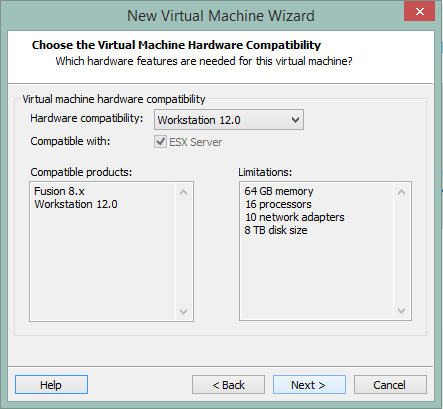 New Virtual Machine Wizard
Choose the Virtual Machine Hardware Compatibility
Which hardware features are needed for this virtual machine?
Virtual machine hardware compatibility
Hardware compatibility: Workstation 12.0
Compatible with: ESX Server
Compatible products:
Fusion 8.x
Workstation 12.0
Limitations:
64 GB memory
16 processors
10 network adapters
8 TB disk size
Help < Back Next > Cancel